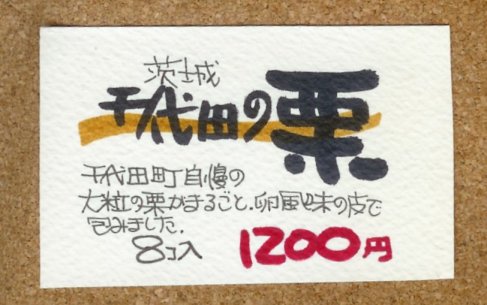 茨城
千代田の栗
千代田町自慢の
大粒の栗がまるごと、卵風味の皮で
包みました.
8コ入 1200円